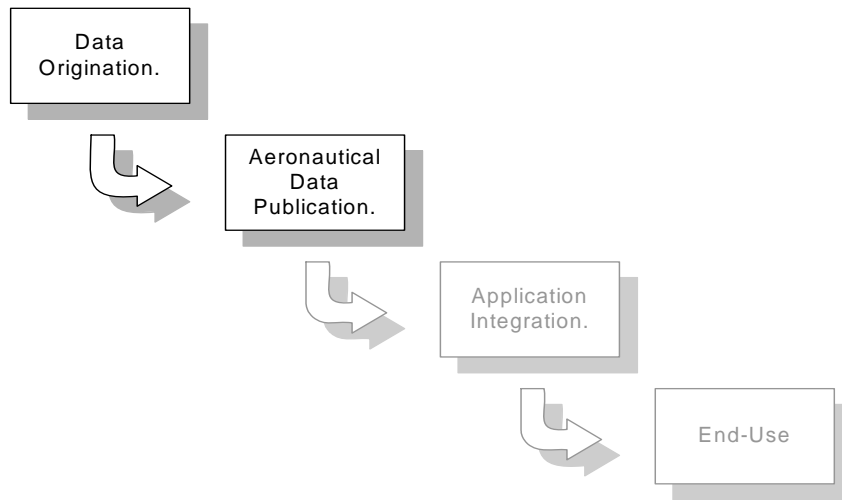 Data
Origination.
Aeronautical
Data
Publication.
Application
Integration.
End-Use